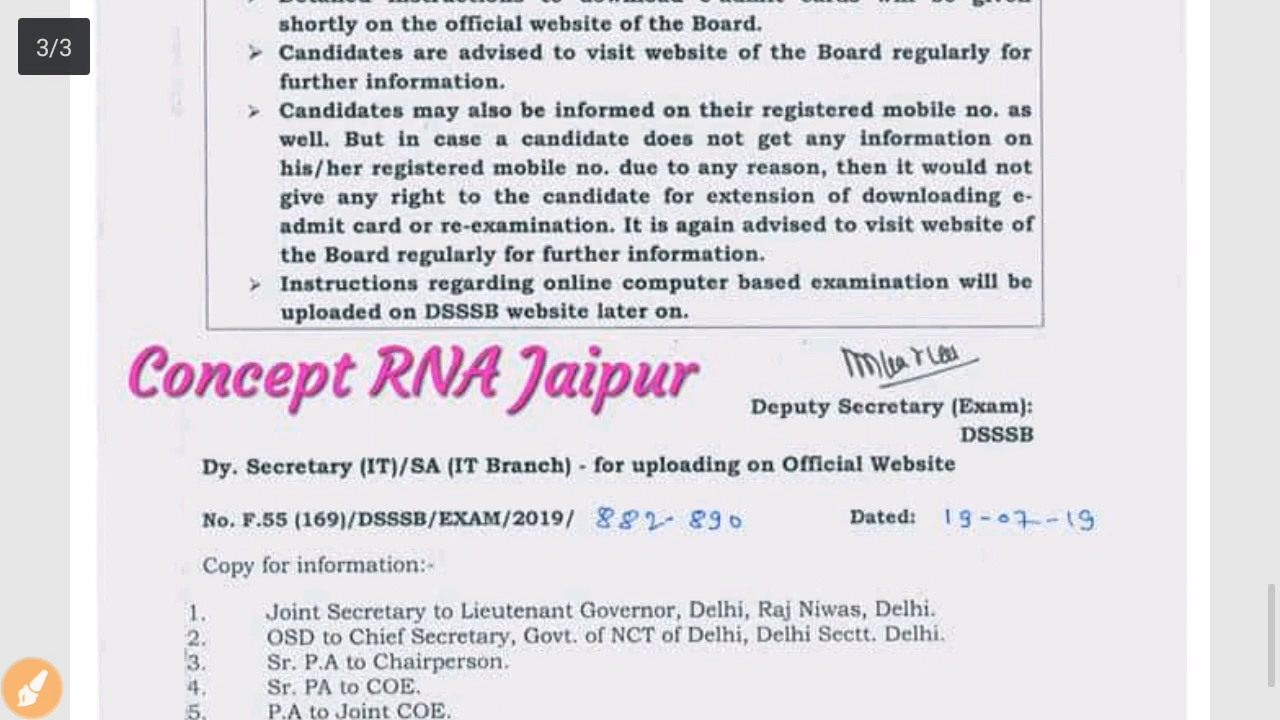 3/3
shortly on the official website of the Board.
➢ Candidates are advised to visit website of the Board regularly for
further information.
➢ Candidates may also be informed on their registered mobile no. as
well. But in case a candidate does not get any information on
his/her registered mobile no. due to any reason, then it would not
give any right to the candidate for extension of downloading e-
admit card or re-examination. It is again advised to visit website of
the Board regularly for further information.
➢ Instructions regarding online computer based examination will be
uploaded on DSSSB website later on.
Concept RNA Jaipur
Deputy Secretary (Exam):
DSSSB
Dy. Secretary (IT)/SA (IT Branch) - for uploading on Official Website
No. F.55 (169)/DSSSB/EXAM/2019/ 882-890 Dated: 19-07-19
Copy for information:-
1. Joint Secretary to Lieutenant Governor, Delhi, Raj Niwas, Delhi.
2. OSD to Chief Secretary, Govt. of NCT of Delhi, Delhi Sectt. Delhi.
3. Sr. P.A to Chairperson.
4. Sr. PA to COE.
5. P.A to Joint COE.